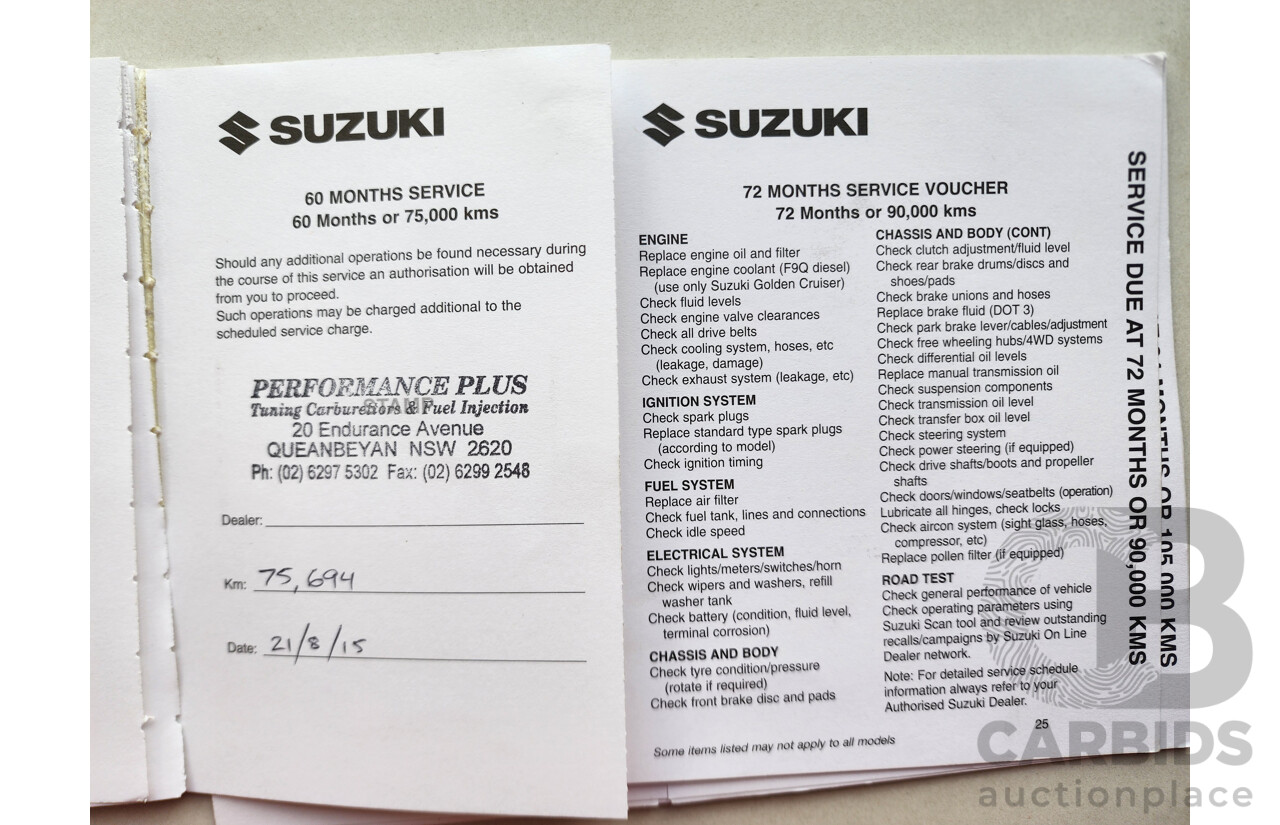 SUZUKI
60 MONTHS SERVICE
60 Months or 75,000 kms
Should any additional operations be found necessary during
the course of this service an authorisation will be obtained
from you to proceed.
Such operations may be charged additional to the
scheduled service charge.
STAMP
PERFORMANCE PLUS
Tuning Carburettors & Fuel Injection
20 Endurance Avenue
QUEANBEYAN NSW 2620
Ph: (02) 6297 5302 Fax: (02) 6299 2548
Dealer:
Km: 75,694
Date: 21/8/15
SUZUKI
72 MONTHS SERVICE VOUCHER
72 Months or 90,000 kms
ENGINE
Replace engine oil and filter
Replace engine coolant (F9Q diesel)
(use only Suzuki Golden Cruiser)
Check fluid levels
Check engine valve clearances
Check all drive belts
Check cooling system, hoses, etc
(leakage, damage)
Check exhaust system (leakage, etc)
IGNITION SYSTEM
Check spark plugs
Replace standard type spark plugs
(according to model)
Check ignition timing
FUEL SYSTEM
Replace air filter
Check fuel tank, lines and connections
Check idle speed
ELECTRICAL SYSTEM
Check lights/meters/switches/horn
Check wipers and washers, refill
washer tank
Check battery (condition, fluid level,
terminal corrosion)
CHASSIS AND BODY
Check tyre condition/pressure
(rotate if required)
Check front brake disc and pads
CHASSIS AND BODY (CONT)
Check clutch adjustment/fluid level
Check rear brake drums/discs and
shoes/pads
Check brake unions and hoses
Replace brake fluid (DOT 3)
Check park brake lever/cables/adjustment
Check free wheeling hubs/4WD systems
Check differential oil levels
Replace manual transmission oil
Check suspension components
Check transmission oil level
Check transfer box oil level
Check steering system
Check power steering (if equipped)
Check drive shafts/boots and propeller
shafts
Check doors/windows/seatbelts (operation)
Lubricate all hinges, check locks
Check aircon system (sight glass, hoses,
compressor, etc)
Replace pollen filter (if equipped)
ROAD TEST
Check general performance of vehicle
Check operating parameters using
Suzuki Scan tool and review outstanding
recalls/campaigns by Suzuki On Line
Dealer network.
Note: For detailed service schedule
information always refer to your
Authorised Suzuki Dealer.
25
Some items listed may not apply to all models
SERVICE DUE AT 72 MONTHS OR 90,000 KMS
MONTHS OR 105,000 KMS
CB
CARBIDS
auctionplace